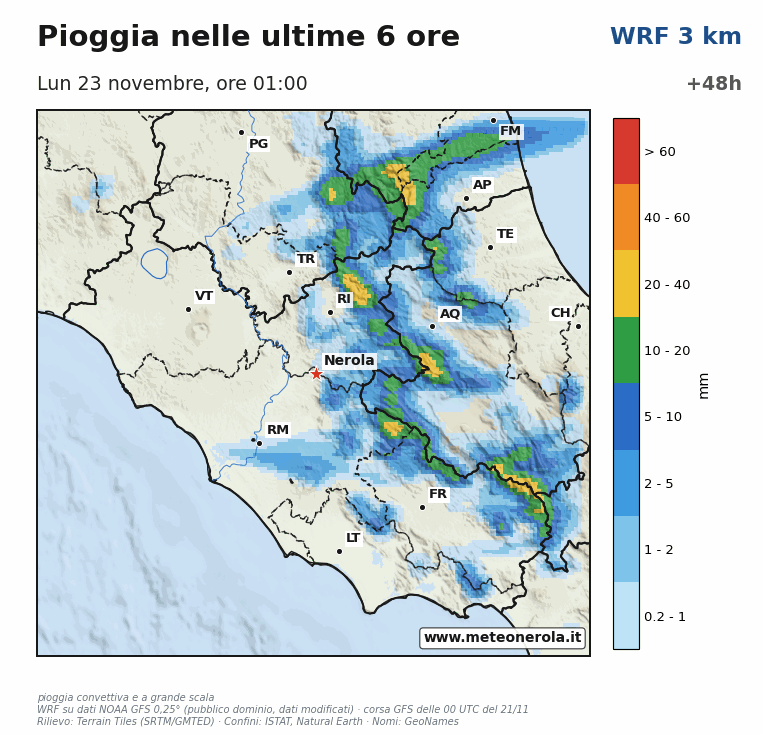 Pioggia nelle ultime 6 ore
WRF 3 km
Lun 23 novembre, ore 01:00
+48h
FM
PG
> 60
AP
40 - 60
TE
TR
20 - 40
VT
RI
AQ
CH
10 - 20
Nerola
mm
5 - 10
RM
2 - 5
FR
LT
1 - 2
0.2 - 1
www.meteonerola.it
pioggia convettiva e a grande scala
WRF su dati NOAA GFS 0,25° (pubblico dominio, dati modificati) · corsa GFS delle 00 UTC del 21/11
Rilievo: Terrain Tiles (SRTM/GMTED) · Confini: ISTAT, Natural Earth · Nomi: GeoNames